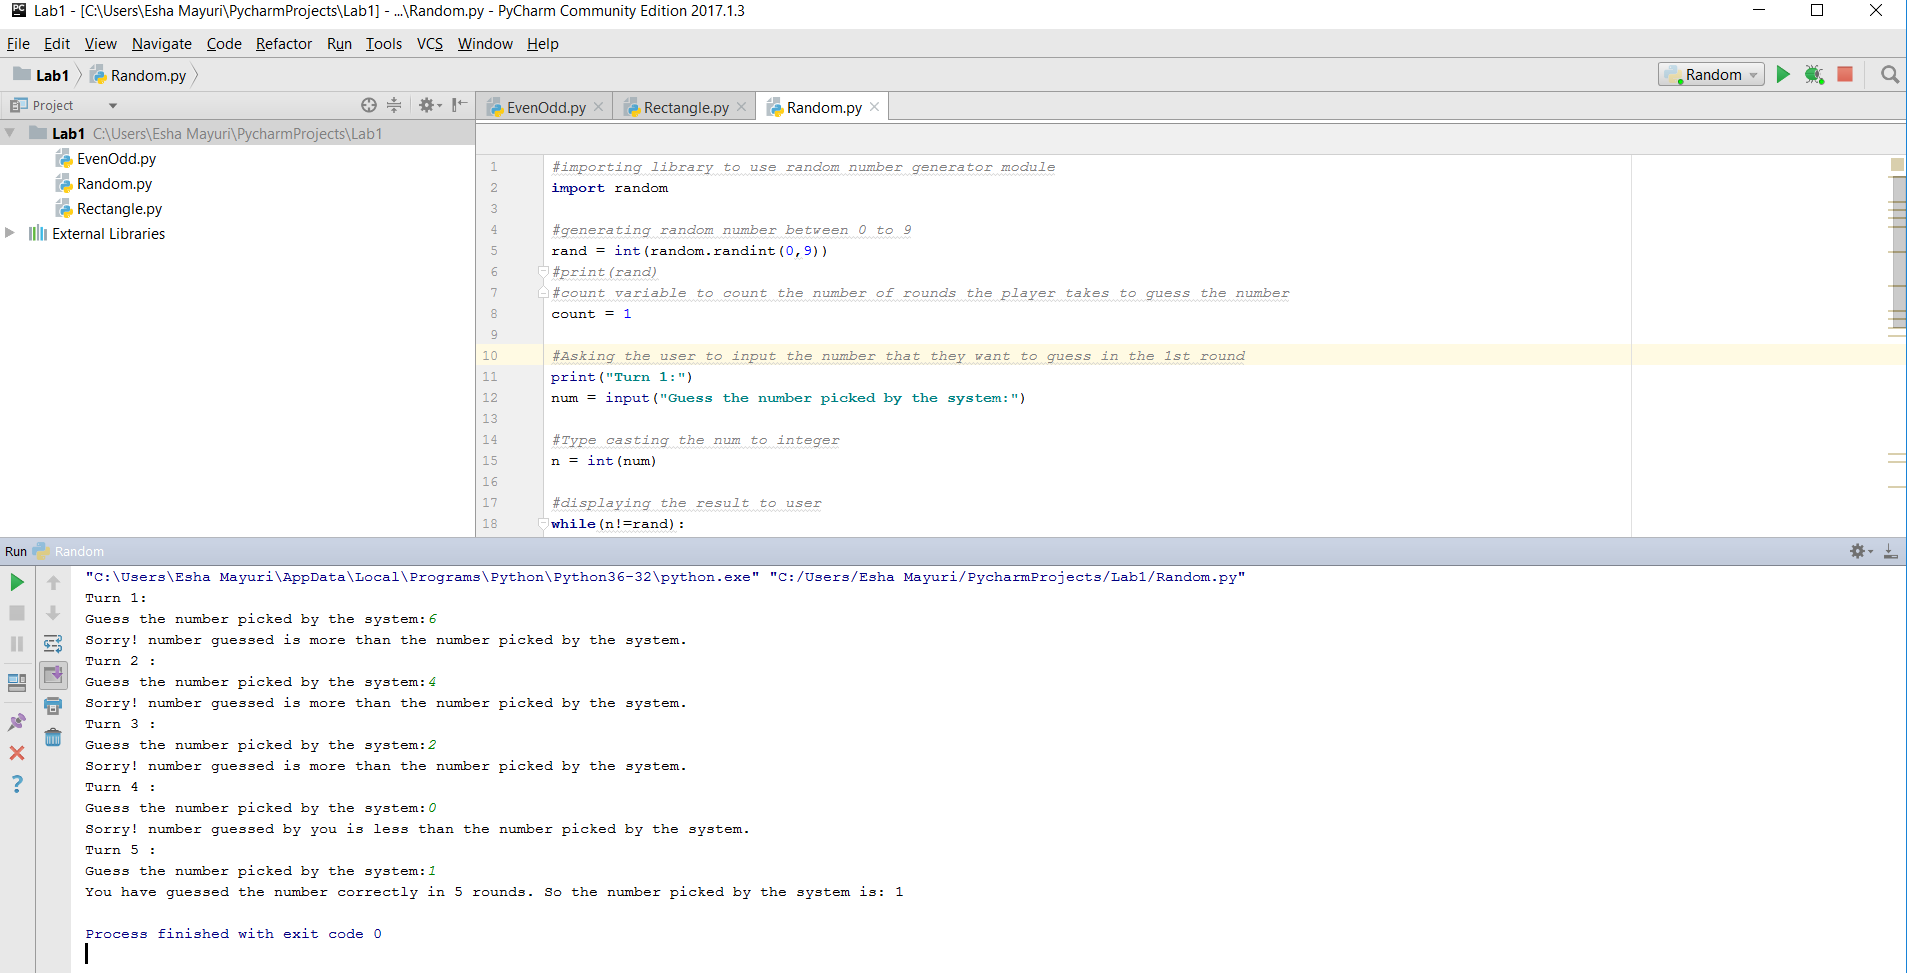 Lab1 - [C:\Users\Esha Mayuri\PycharmProjects\Lab1] - ...\Random.py - PyCharm Community Edition 2017.1.3
File Edit View Navigate Code Refactor Run Tools VCS Window Help
Lab1 Random.py Random
Project
EvenOdd.py Rectangle.py Random.py
Lab1 C:\Users\Esha Mayuri\PycharmProjects\Lab1
EvenOdd.py
Random.py
Rectangle.py
External Libraries
1 #importing library to use random number generator module
2 import random
3
4 #generating random number between 0 to 9
5 rand = int(random.randint(0,9))
6 #print(rand)
7 #count variable to count the number of rounds the player takes to guess the number
8 count = 1
9
10 #Asking the user to input the number that they want to guess in the 1st round
11 print("Turn 1:")
12 num = input("Guess the number picked by the system:")
13
14 #Type casting the num to integer
15 n = int(num)
16
17 #displaying the result to user
18 while(n!=rand):
Run Random
"C:\Users\Esha Mayuri\AppData\Local\Programs\Python\Python36-32\python.exe" "C:/Users/Esha Mayuri/PycharmProjects/Lab1/Random.py"
Turn 1:
Guess the number picked by the system:6
Sorry! number guessed is more than the number picked by the system.
Turn 2 :
Guess the number picked by the system:4
Sorry! number guessed is more than the number picked by the system.
Turn 3 :
Guess the number picked by the system:2
Sorry! number guessed is more than the number picked by the system.
Turn 4 :
Guess the number picked by the system:0
Sorry! number guessed by you is less than the number picked by the system.
Turn 5 :
Guess the number picked by the system:1
You have guessed the number correctly in 5 rounds. So the number picked by the system is: 1
Process finished with exit code 0